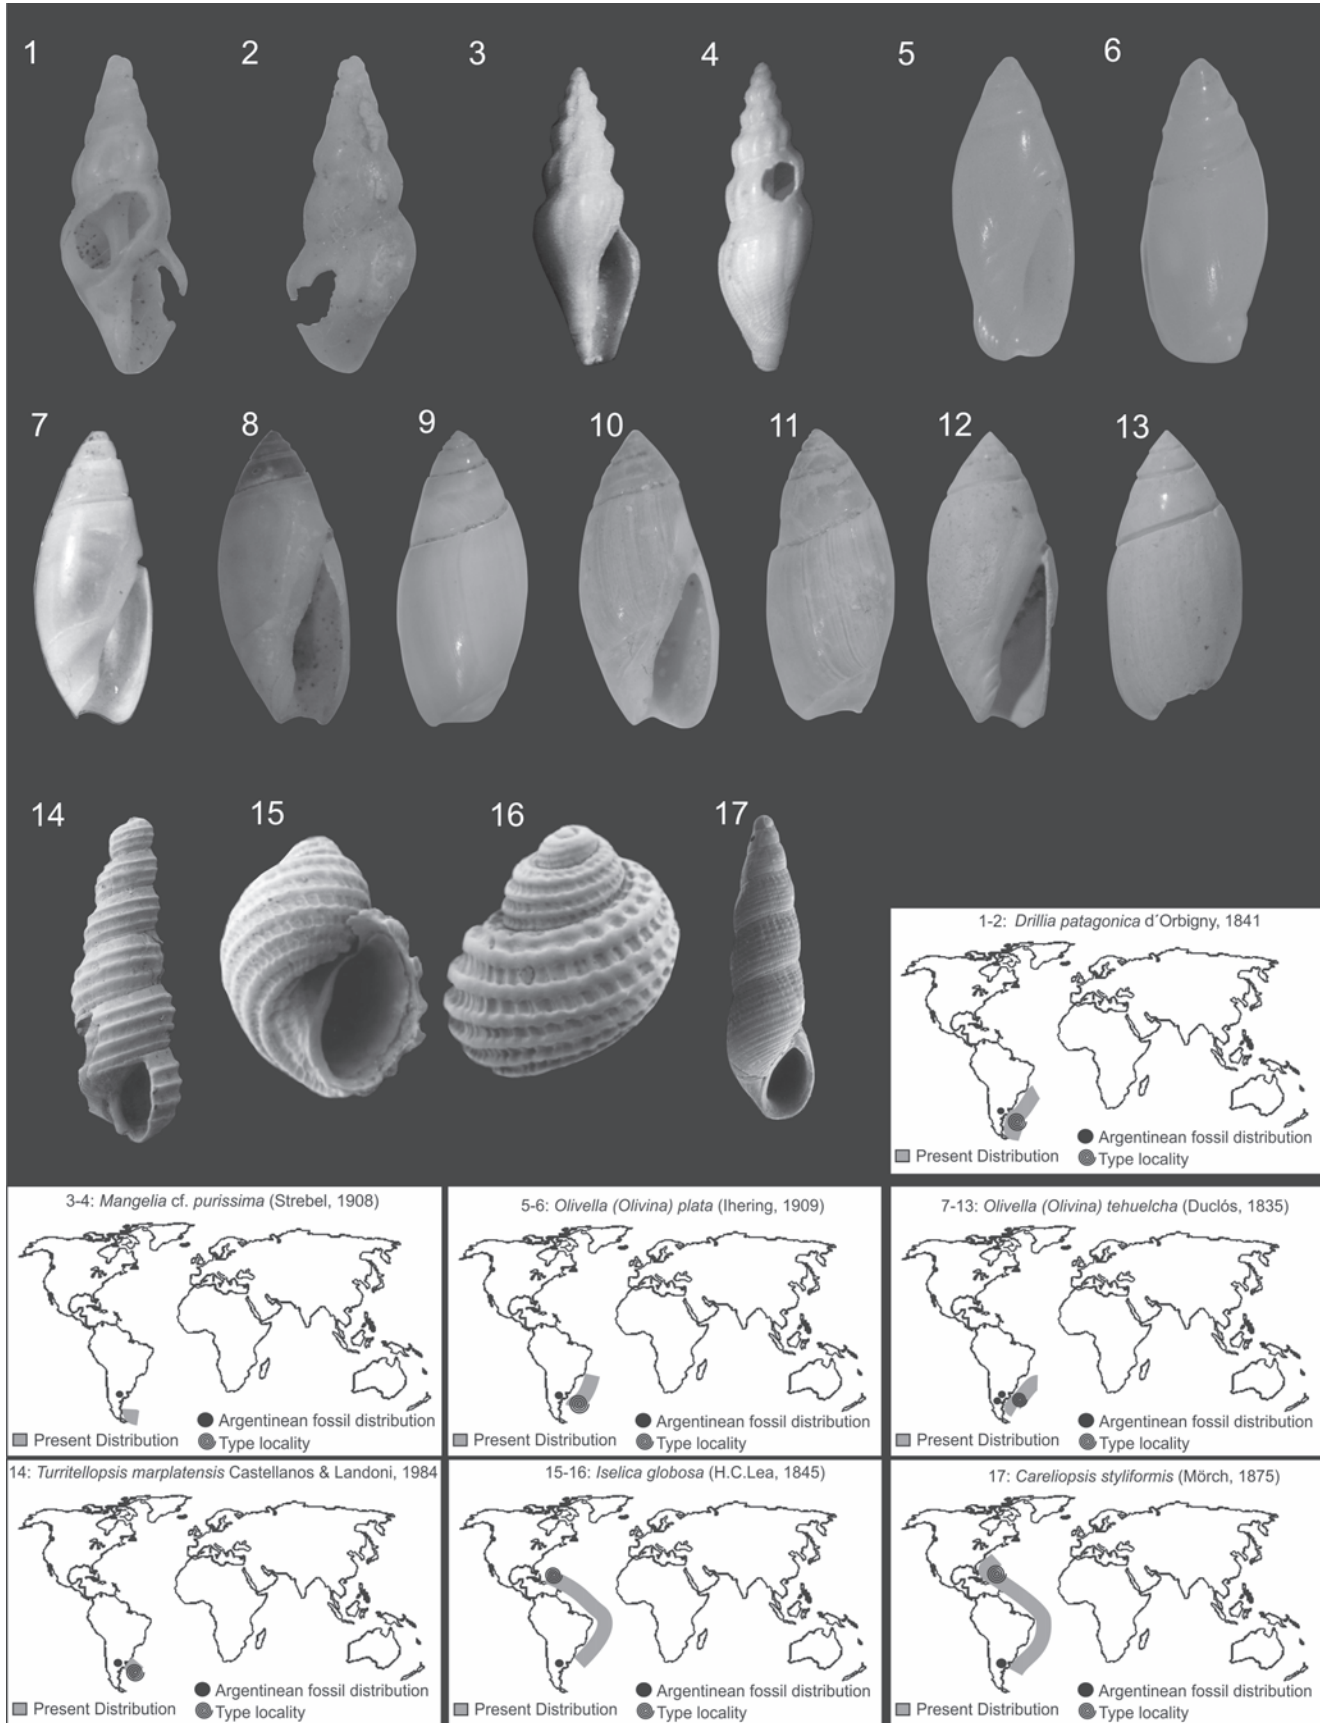 1 2 3 4 5 6
7 8 9 10 11 12 13
14 15 16 17
1-2: Drillia patagonica d´Orbigny, 1841
Argentinean fossil distribution
Present Distribution
Type locality
3-4: Mangelia cf. purissima (Strebel, 1908)
Argentinean fossil distribution
Present Distribution
Type locality
5-6: Olivella (Olivina) plata (Ihering, 1909)
Argentinean fossil distribution
Present Distribution
Type locality
7-13: Olivella (Olivina) tehuelcha (Duclós, 1835)
Argentinean fossil distribution
Present Distribution
Type locality
14: Turritellopsis marplatensis Castellanos & Landoni, 1984
Argentinean fossil distribution
Present Distribution
Type locality
15-16: Iselica globosa (H.C.Lea, 1845)
Argentinean fossil distribution
Present Distribution
Type locality
17: Careliopsis styliformis (Mörch, 1875)
Argentinean fossil distribution
Present Distribution
Type locality